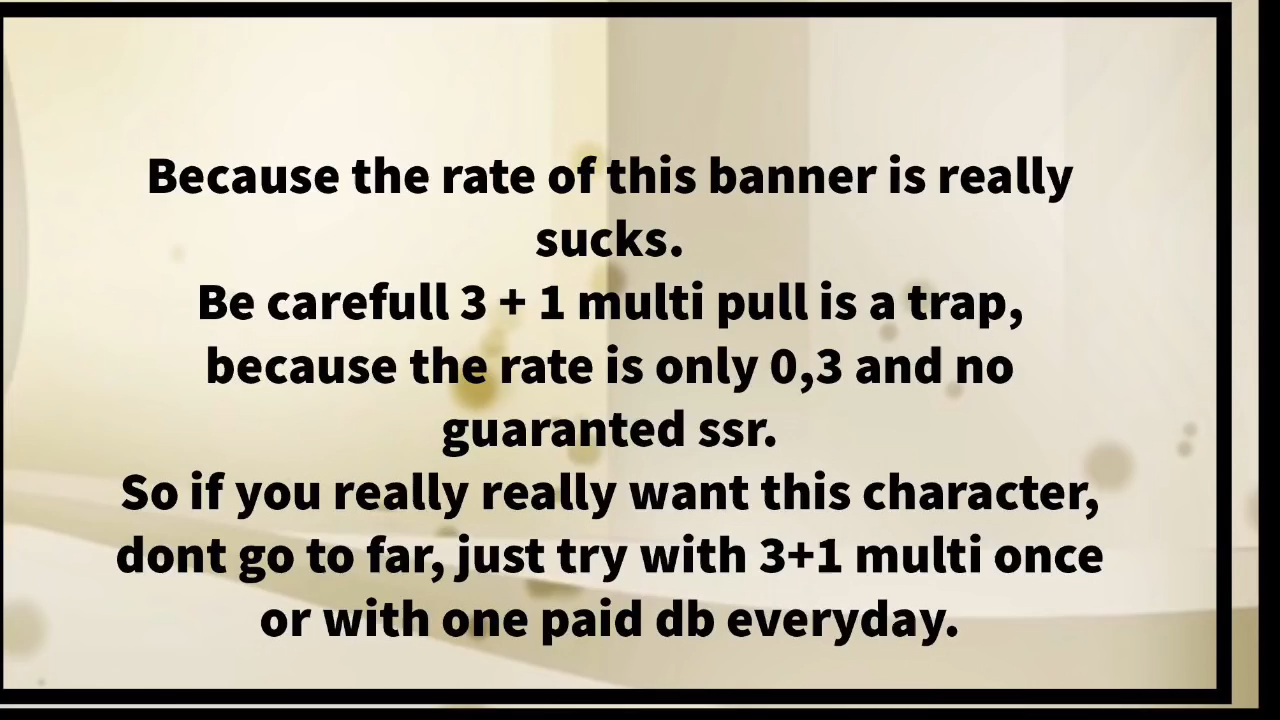 Because the rate of this banner is really
sucks.
Be carefull 3 + 1 multi pull is a trap,
because the rate is only 0,3 and no
guaranted ssr.
So if you really really want this character,
dont go to far, just try with 3+1 multi once
or with one paid db everyday.